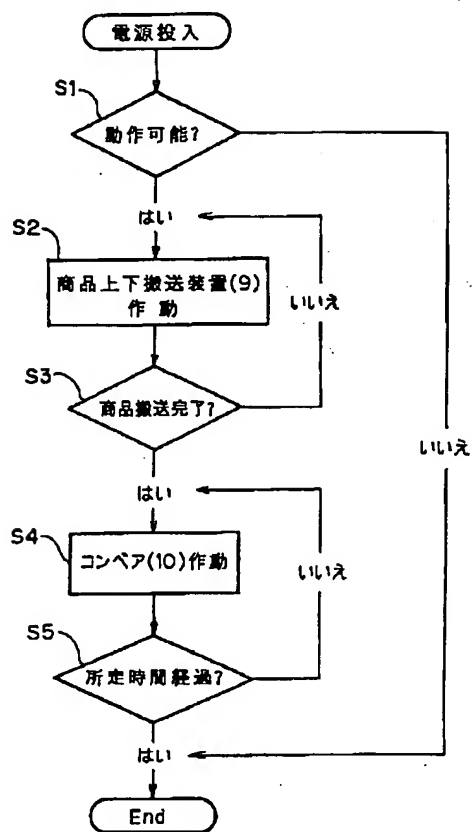 電源投入
S1
動作可能?
はい
S2
商品上下搬送装置(9)
作動
いいえ
S3
商品搬送完了?
いいえ
はい
S4
コンベア(10)作動
いいえ
S5
所定時間経過?
はい
End